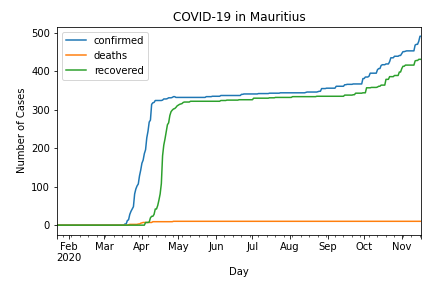 COVID-19 in Mauritius
confirmed
deaths
recovered
Number of Cases
500
400
300
200
100
0
Feb Mar Apr May Jun Jul Aug Sep Oct Nov
2020
Day